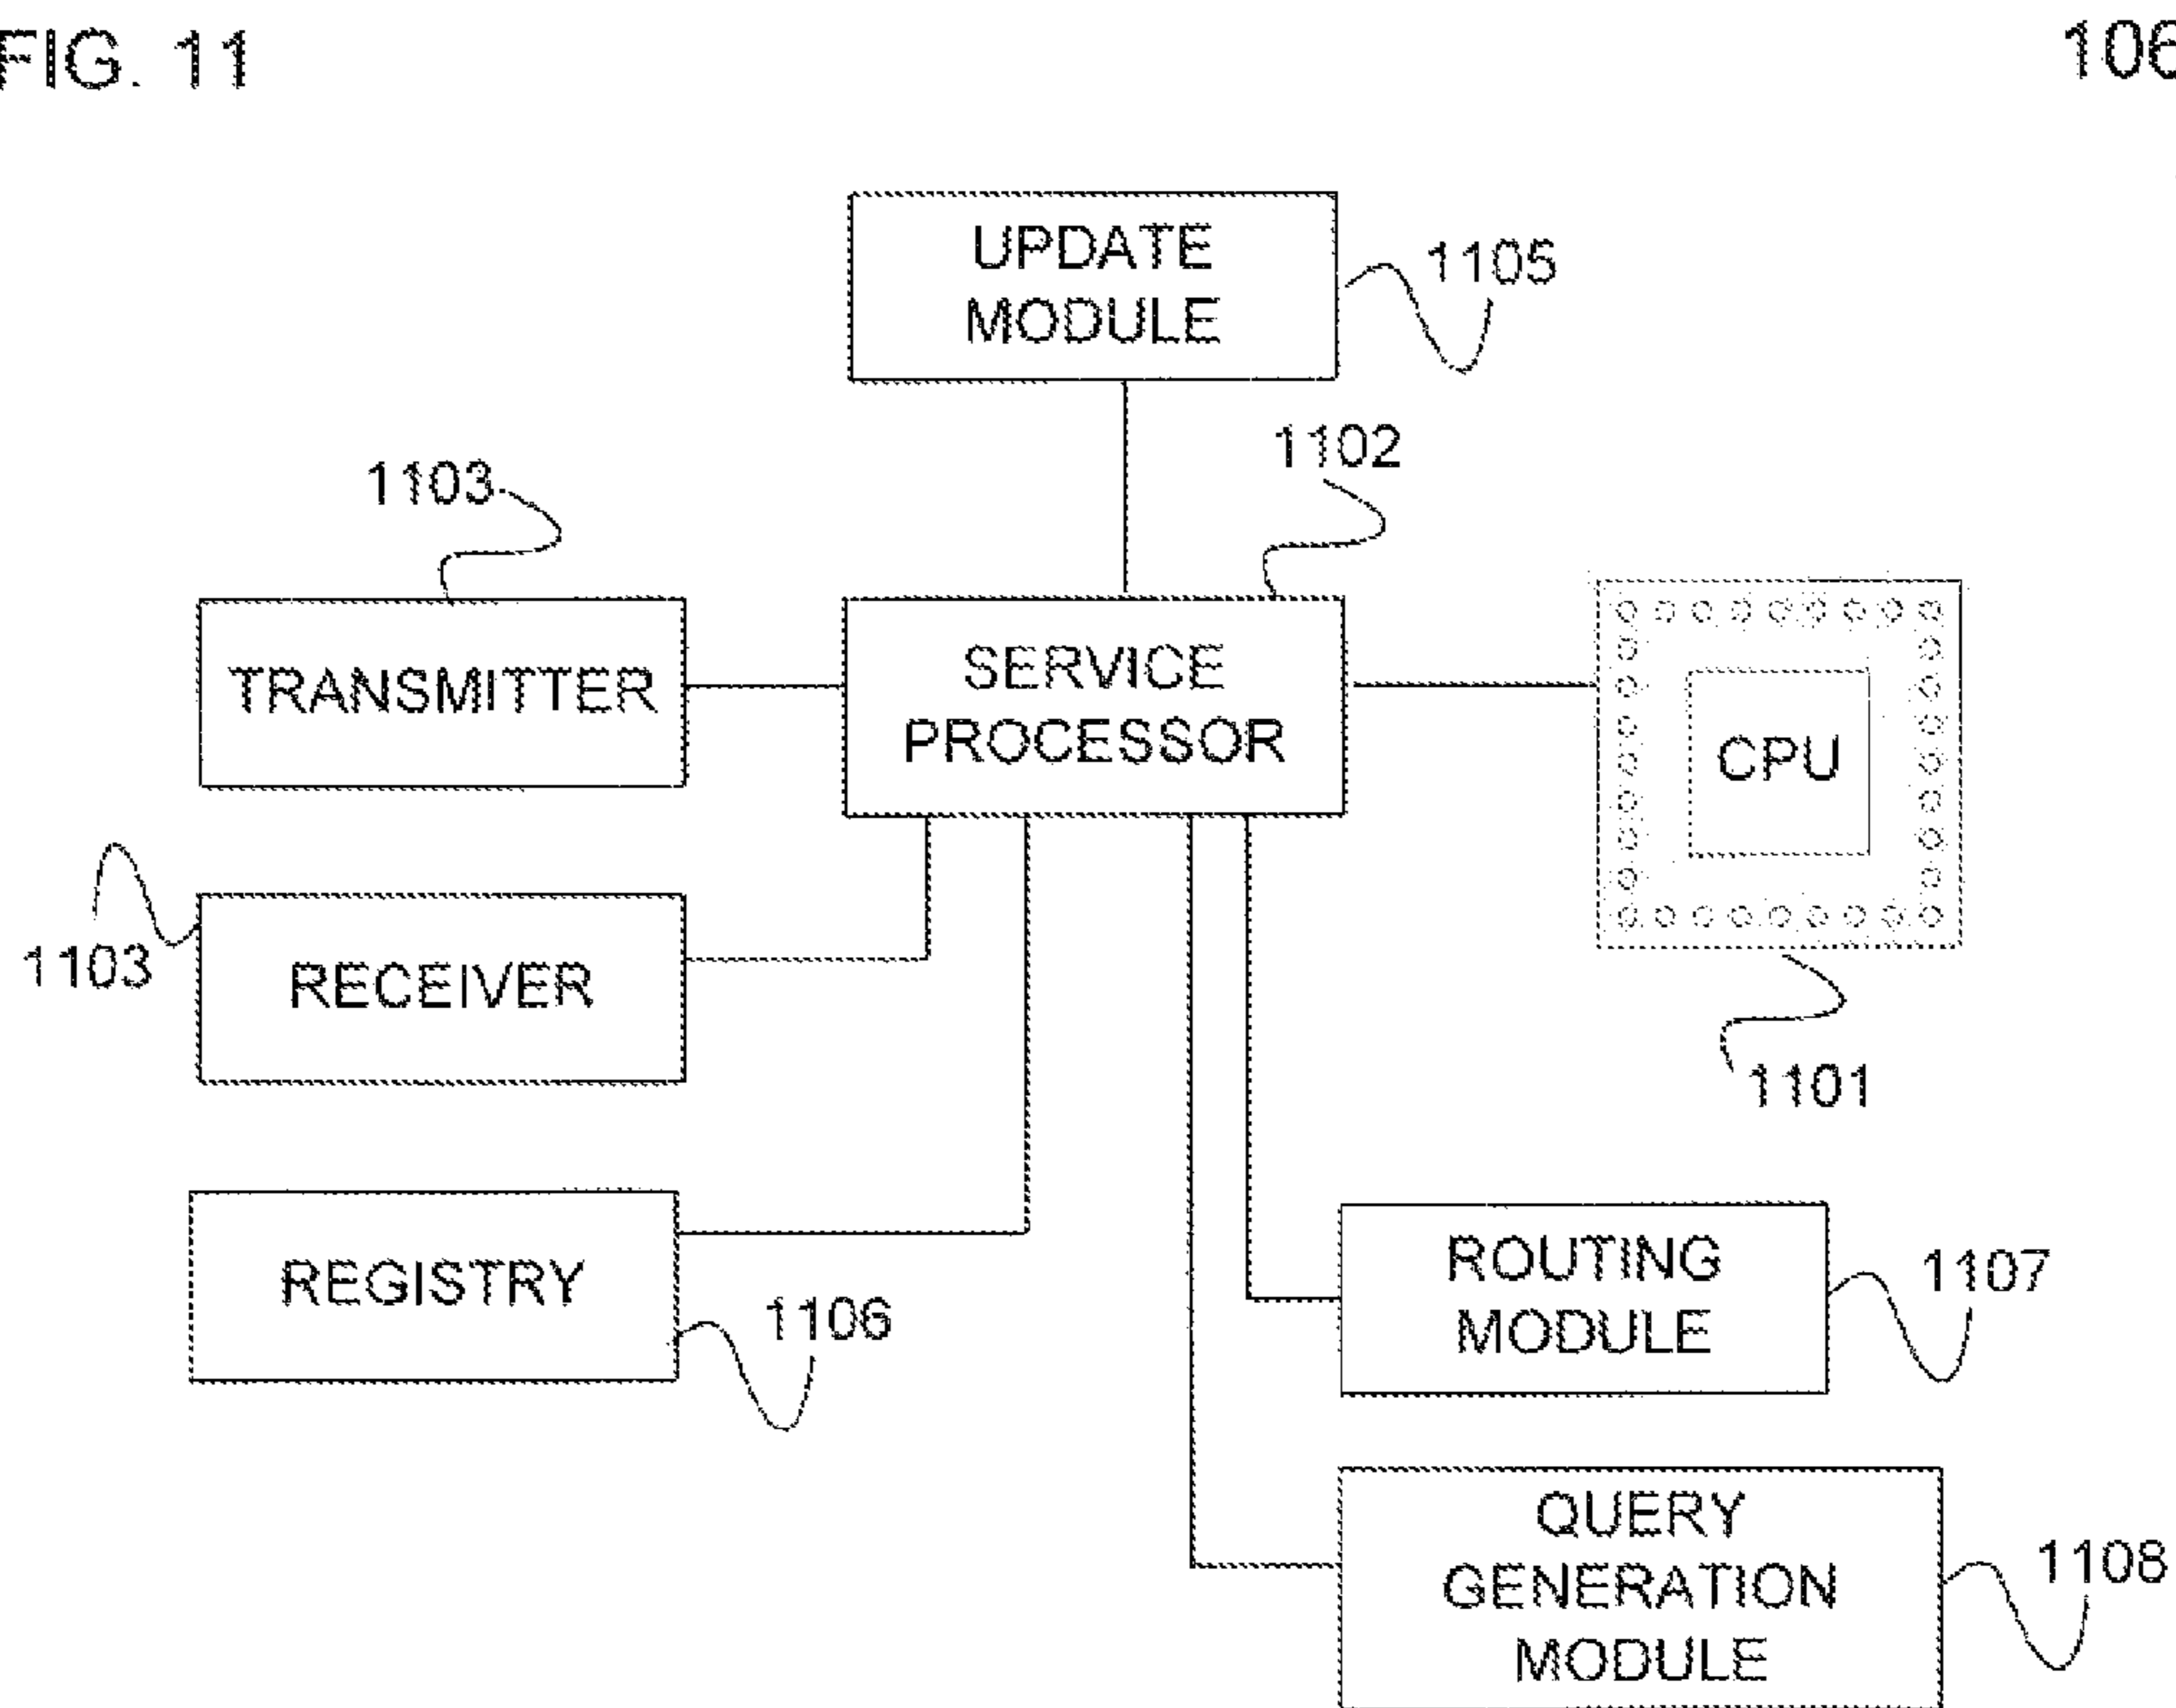 FIG. 11
106
UPDATE
MODULE
1105
1102
1103
TRANSMITTER
SERVICE
PROCESSOR
CPU
1103
RECEIVER
1101
REGISTRY
1106
ROUTING
MODULE
1107
QUERY
GENERATION
MODULE
1108